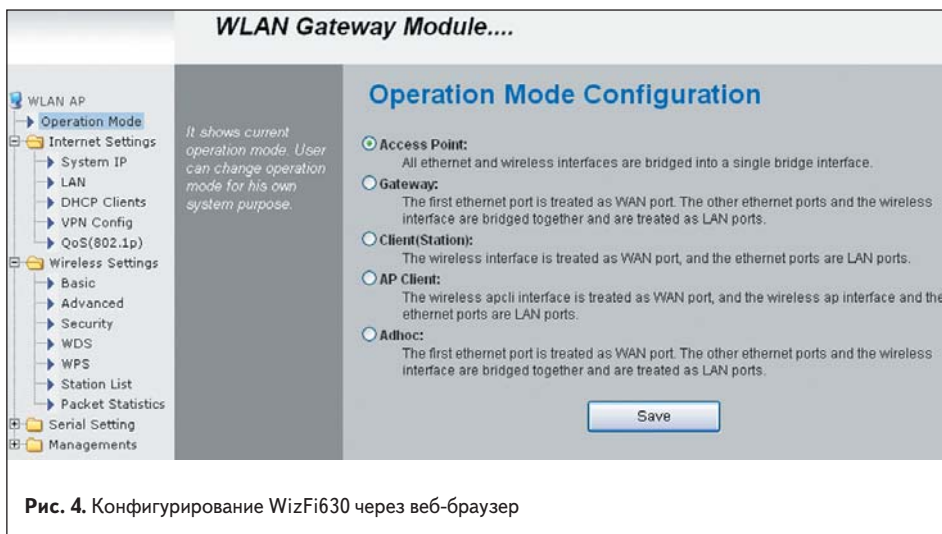 WLAN Gateway Module....
WLAN AP
Operation Mode
Internet Settings
System IP
LAN
DHCP Clients
VPN Config
QoS(802.1p)
Wireless Settings
Basic
Advanced
Security
WDS
WPS
Station List
Packet Statistics
Serial Setting
Managements
It shows current
operation mode. User
can change operation
mode for his own
system purpose.
Operation Mode Configuration
Access Point:
All ethernet and wireless interfaces are bridged into a single bridge interface.
Gateway:
The first ethernet port is treated as WAN port. The other ethernet ports and the wireless
interface are bridged together and are treated as LAN ports.
Client(Station):
The wireless interface is treated as WAN port, and the ethernet ports are LAN ports.
AP Client:
The wireless apcli interface is treated as WAN port, and the wireless ap interface and the
ethernet ports are LAN ports.
Adhoc:
The first ethernet port is treated as WAN port. The other ethernet ports and the wireless
interface are bridged together and are treated as LAN ports.
Save
Рис. 4. Конфигурирование WizFi630 через веб-браузер